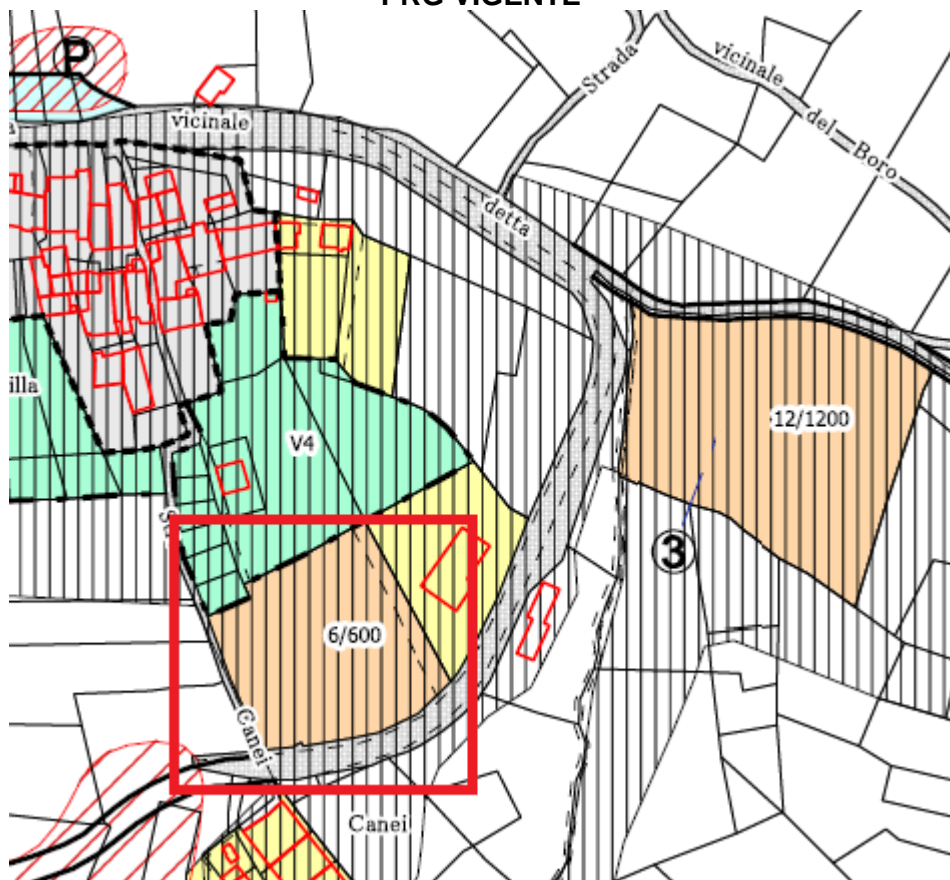 PRG VIGENTE
P
vicinale
Strada
vicinale
del
Boro
detta
illa
V4
12/1200
3
6/600
Canei
Canei